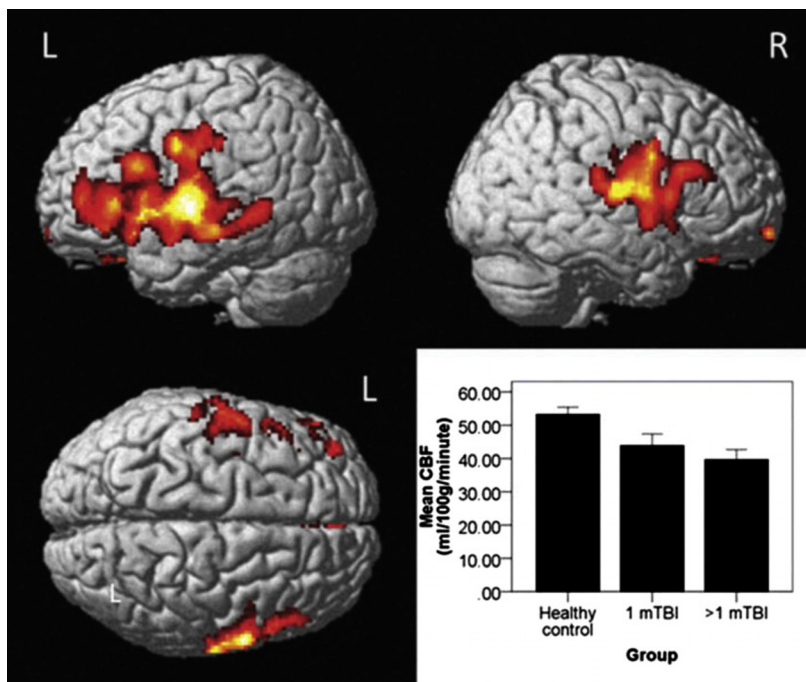 L
R
L
L
Mean CBF
(ml/100g/minute)
60.00
50.00
40.00
30.00
20.00
10.00
.00
Healthy
control
1 mTBI
>1 mTBI
Group